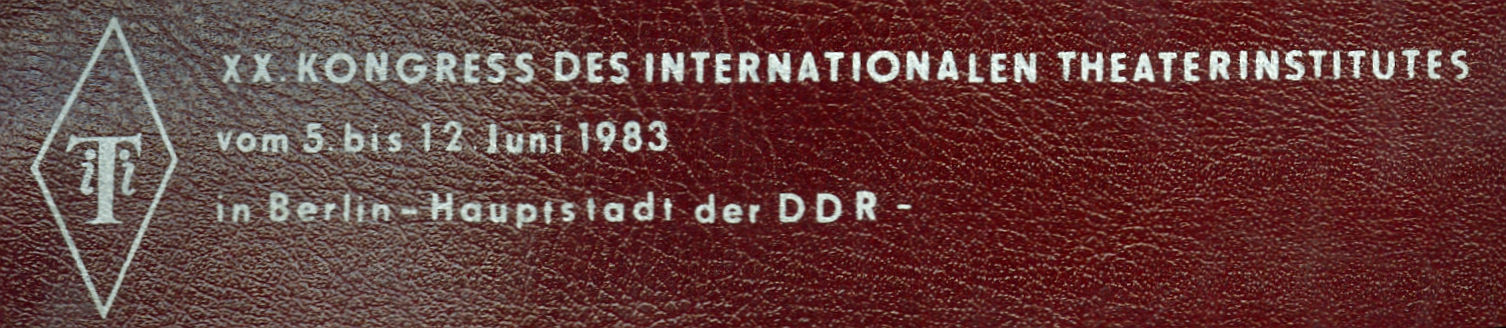 iTi
XX. KONGRESS DES INTERNATIONALEN THEATERINSTITUTES
vom 5. bis 12. Juni 1983
in Berlin - Hauptstadt der DDR -